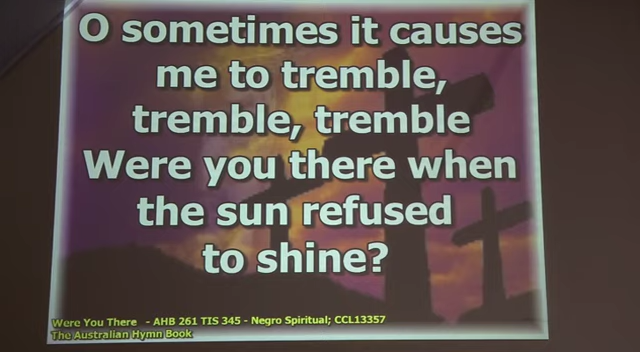 O sometimes it causes
me to tremble,
tremble, tremble
Were you there when
the sun refused
to shine?
Were You There - AHB 261 TIS 345 - Negro Spiritual; CCL13357
The Australian Hymn Book